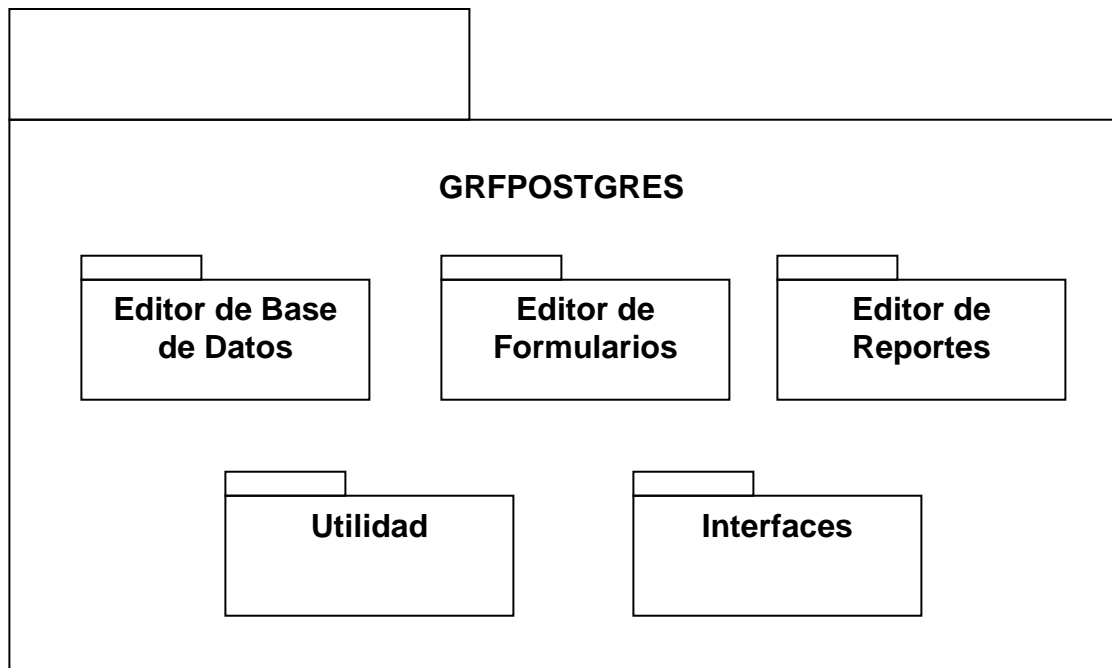 GRFPOSTGRES
Editor de Base
de Datos
Editor de
Formularios
Editor de
Reportes
Utilidad
Interfaces